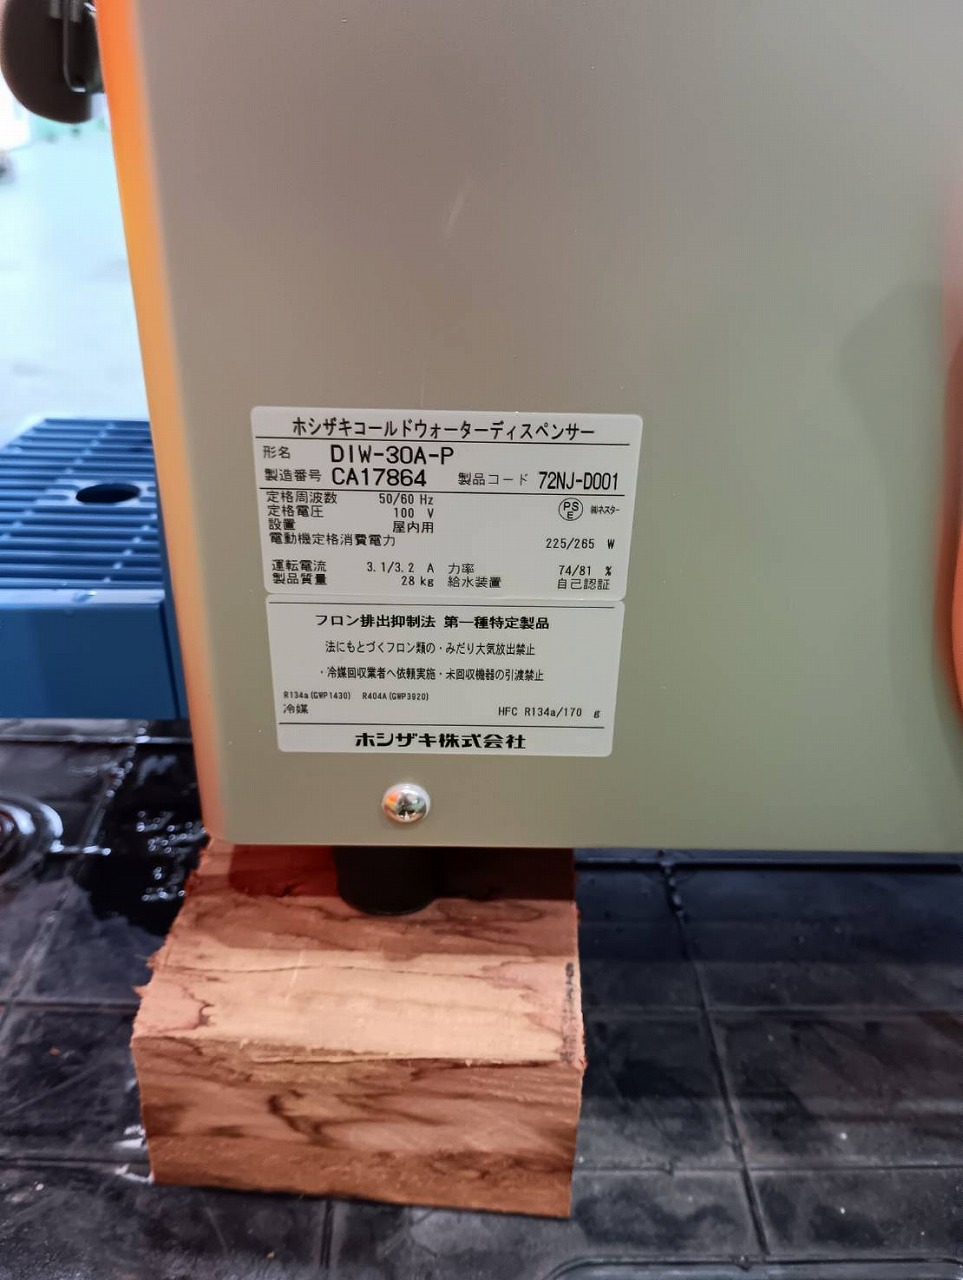 ホシザキコールドウォーターディスペンサー
形名 DIW-30A-P
製造番号 CA17864 製品コード 72NJ-D001
定格周波数 50/60 Hz
定格電圧 100 V
PS E ㈱ネスター
設置 屋内用
電動機定格消費電力 225/265 W
運転電流 3.1/3.2 A 力率 74/81 %
製品質量 28 kg 給水装置 自己認証
フロン排出抑制法 第一種特定製品
法にもとづくフロン類の・みだり大気放出禁止
・冷媒回収業者へ依頼実施・未回収機器の引渡禁止
R134a(GWP1430) R404A(GWP3920)
冷媒 HFC R134a/170 g
ホシザキ株式会社